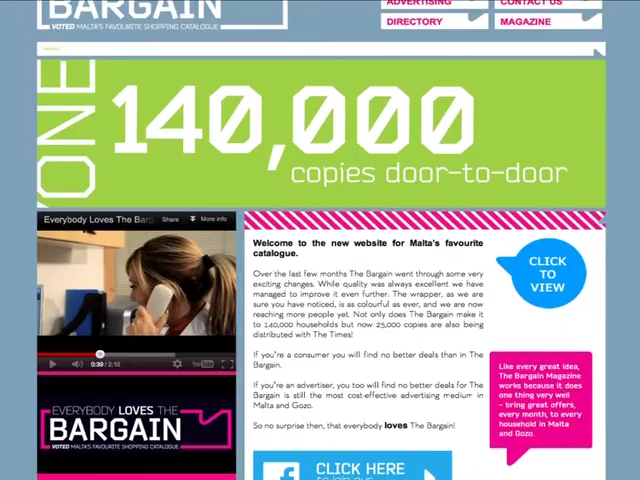 BARGAIN
VOTED MALTA'S FAVOURITE SHOPPING CATALOGUE
ADVERTISING
CONTACT US
DIRECTORY
MAGAZINE
Home
ONE
140,000
copies door-to-door
Everybody Loves The Barg
Share
More info
0:39 / 2:10
YouTube
EVERYBODY LOVES THE
BARGAIN
VOTED MALTA'S FAVOURITE SHOPPING CATALOGUE
Welcome to the new website for Malta's favourite
catalogue.
Over the last few months The Bargain went through some very
exciting changes. While quality was always excellent we have
managed to improve it even further. The wrapper, as we are
sure you have noticed, is as colourful as ever, and we are now
reaching more people yet. Not only does The Bargain make it
to 140,000 households but now 25,000 copies are also being
distributed with The Times!
If you're a consumer you will find no better deals than in The
Bargain.
If you're an advertiser, you too will find no better deals for The
Bargain is still the most cost-effective advertising medium in
Malta and Gozo.
So no surprise then, that everybody loves The Bargain!
CLICK
TO
VIEW
Like every great idea,
The Bargain Magazine
works because it does
one thing very well
– bring great offers,
every month, to every
household in Malta
and Gozo.
f
CLICK HERE
to join our